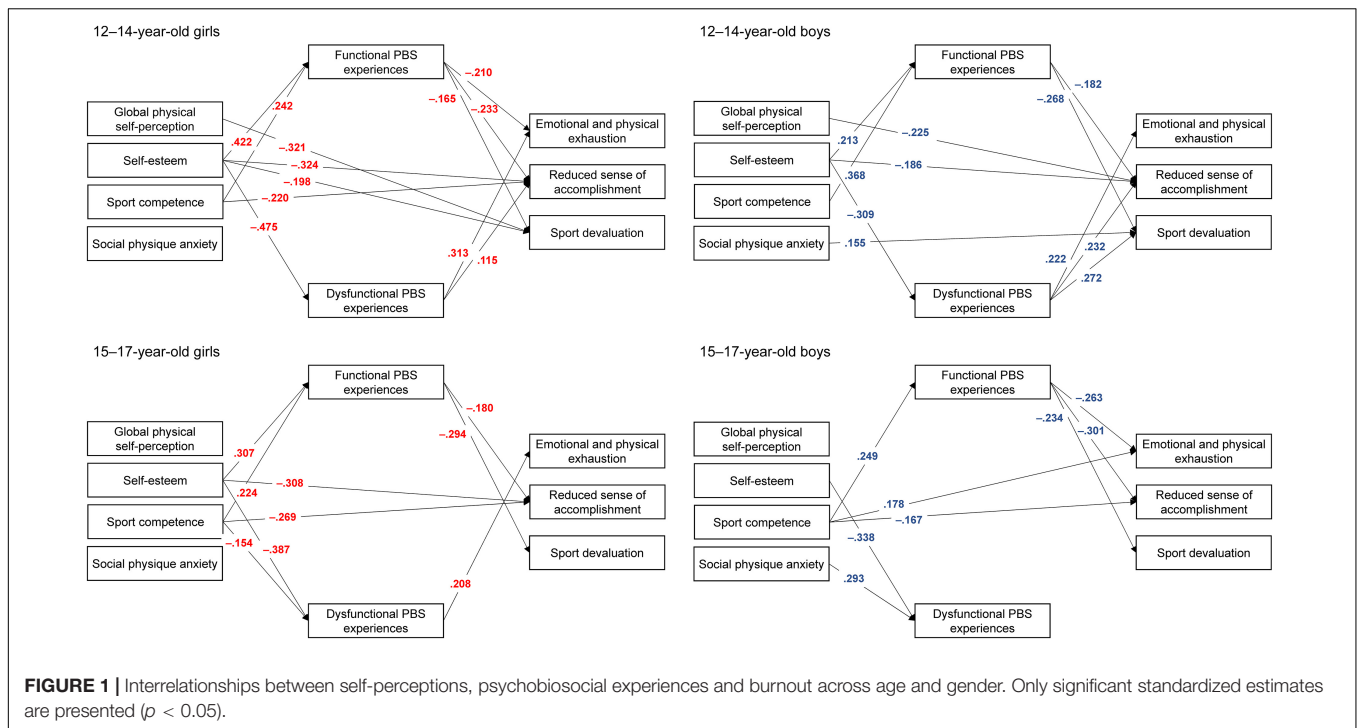 12–14-year-old girls
Functional PBS
experiences
Global physical
self-perception
Self-esteem
Sport competence
Social physique anxiety
Emotional and physical
exhaustion
Reduced sense of
accomplishment
Sport devaluation
Dysfunctional PBS
experiences
–.210
–.165
–.233
.242
.422
–.321
–.324
–.198
–.220
–.475
.313
.115
12–14-year-old boys
Functional PBS
experiences
Global physical
self-perception
Self-esteem
Sport competence
Social physique anxiety
Emotional and physical
exhaustion
Reduced sense of
accomplishment
Sport devaluation
Dysfunctional PBS
experiences
–.182
–.268
–.225
.213
–.186
.368
–.309
.155
.232
.222
.272
15–17-year-old girls
Functional PBS
experiences
Global physical
self-perception
Self-esteem
Sport competence
Social physique anxiety
Emotional and physical
exhaustion
Reduced sense of
accomplishment
Sport devaluation
Dysfunctional PBS
experiences
–.180
–.294
.307
–.308
.224
–.269
–.154
–.387
.208
15–17-year-old boys
Functional PBS
experiences
Global physical
self-perception
Self-esteem
Sport competence
Social physique anxiety
Emotional and physical
exhaustion
Reduced sense of
accomplishment
Sport devaluation
Dysfunctional PBS
experiences
–.263
–.234
–.301
.249
.178
–.167
–.338
.293
FIGURE 1 | Interrelationships between self-perceptions, psychobiosocial experiences and burnout across age and gender. Only significant standardized estimates
are presented (p < 0.05).